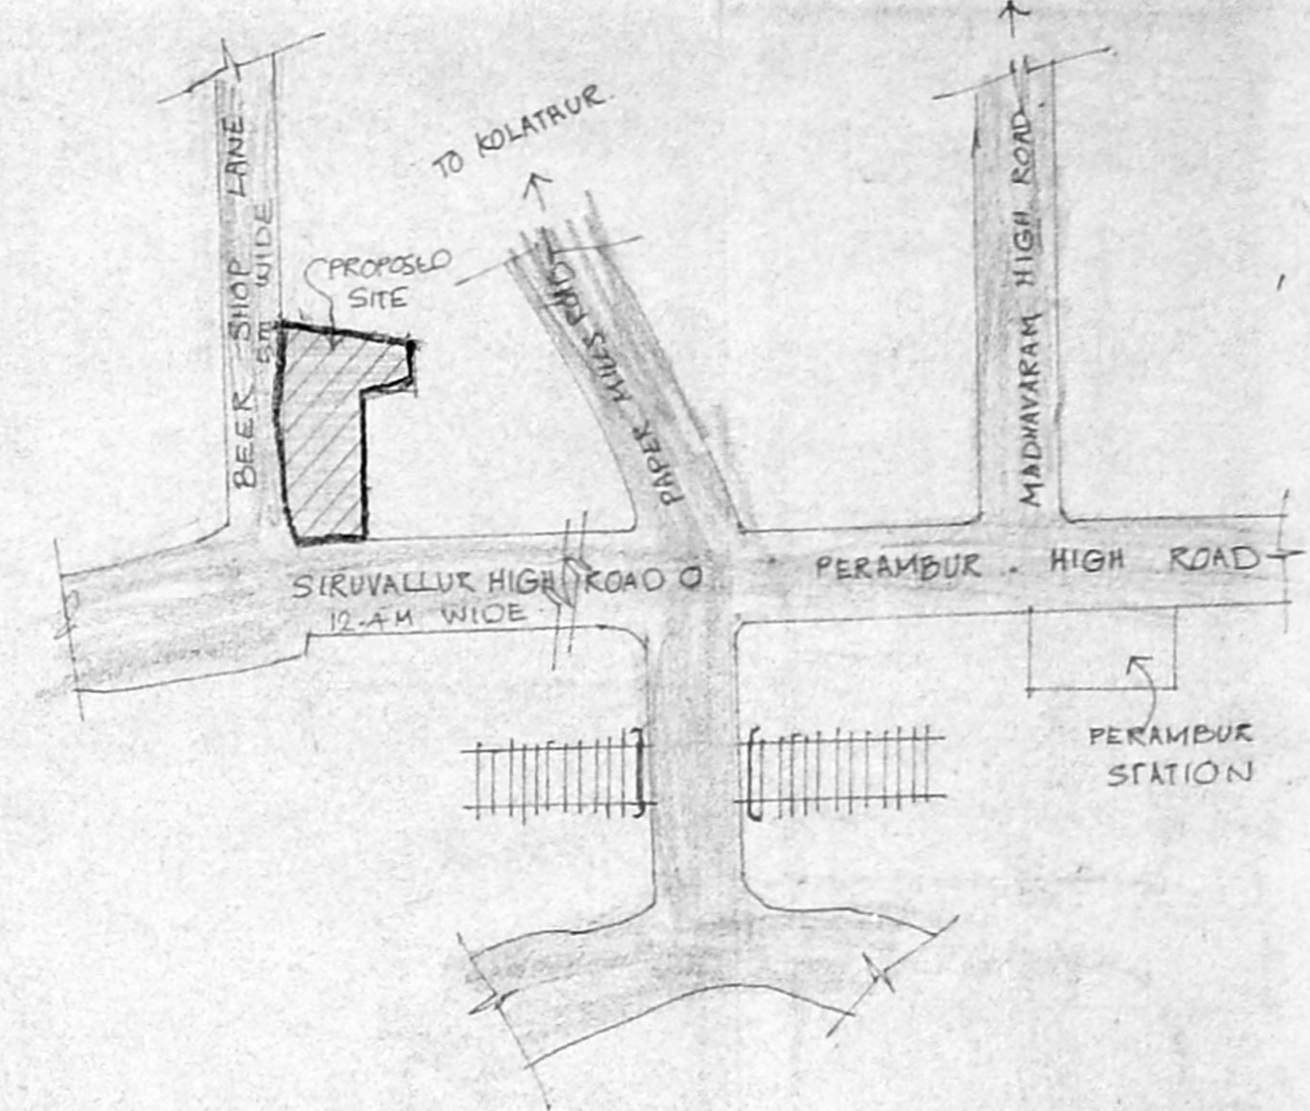 TO KOLATHUR.
BEER SHOP LANE
5M WIDE
PROPOSED
SITE
PAPER MILLS ROAD
MADHAVARAM HIGH ROAD
SIRUVALLUR HIGH ROAD
12.4M WIDE
PERAMBUR HIGH ROAD
PERAMBUR
STATION